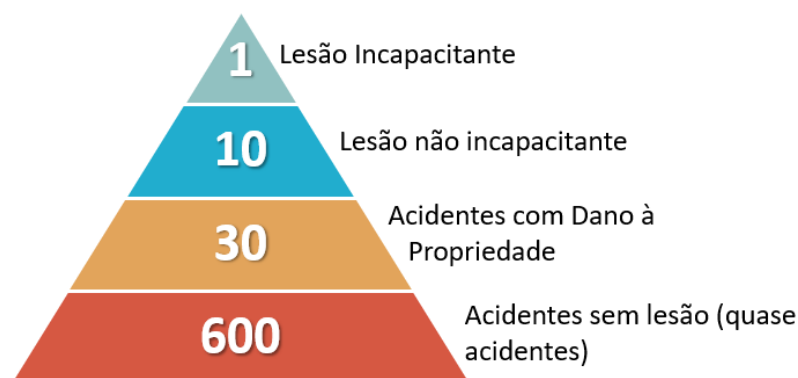 1 Lesão Incapacitante
10 Lesão não incapacitante
30 Acidentes com Dano à
Propriedade
600 Acidentes sem lesão (quase
acidentes)